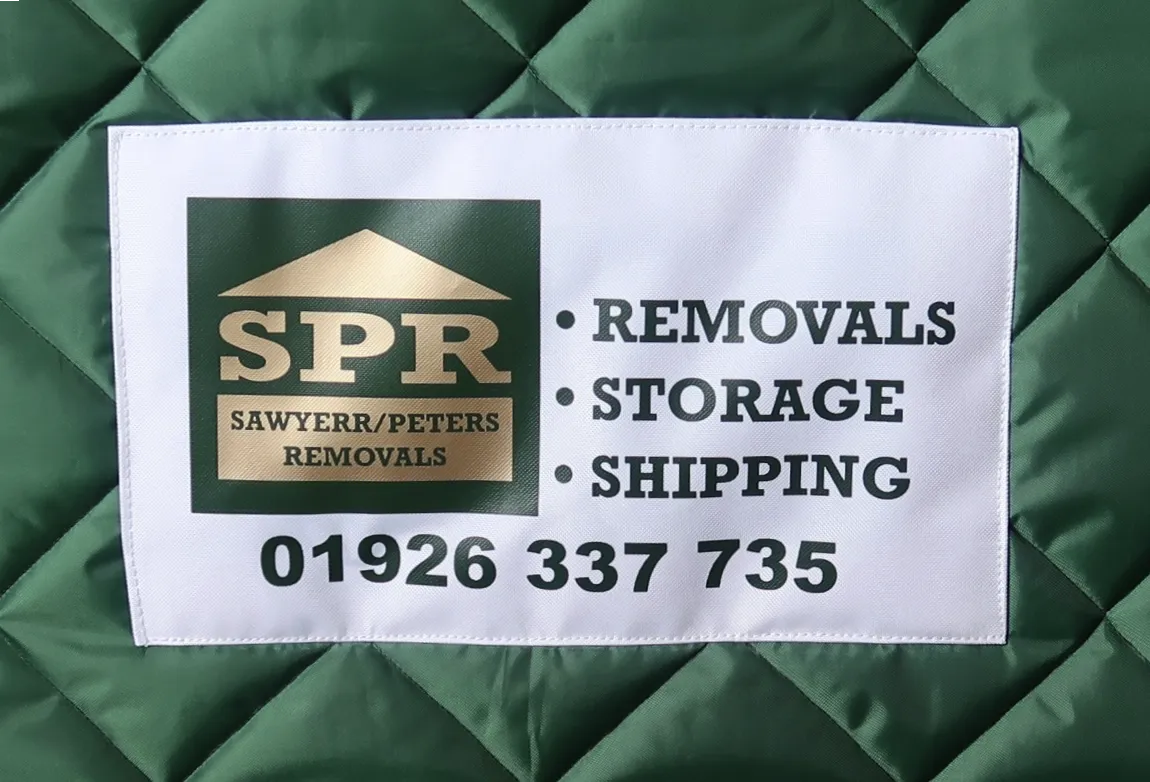 SPR
SAWYERR/PETERS
REMOVALS
• REMOVALS
• STORAGE
• SHIPPING
01926 337 735